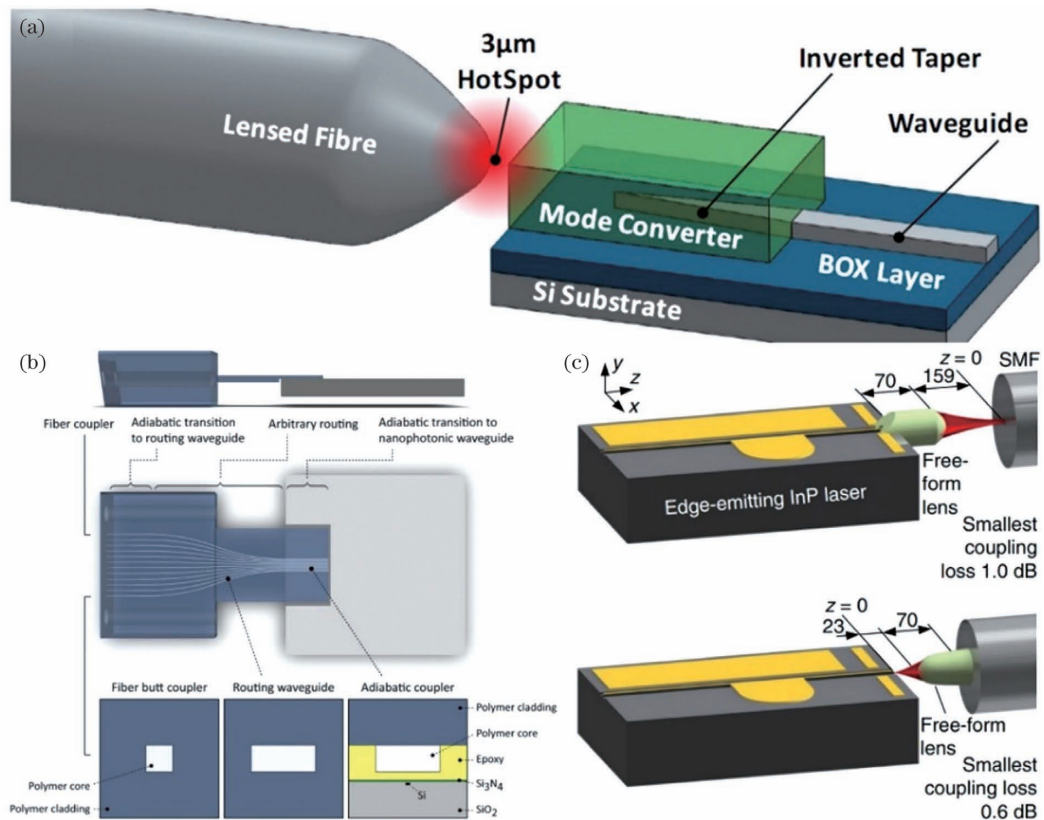 (a)
3μm
HotSpot
Lensed Fibre
Inverted Taper
Waveguide
Mode Converter
BOX Layer
Si Substrate
(b)
Fiber coupler
Adiabatic transition
to routing waveguide
Arbitrary routing
Adiabatic transition to
nanophotonic waveguide
Fiber butt coupler
Routing waveguide
Adiabatic coupler
Polymer cladding
Polymer core
Epoxy
Si₃N₄
Si
SiO₂
Polymer core
Polymer cladding
(c)
y
z
x
z = 0
70
159
SMF
Free-
form
lens
Edge-emitting InP laser
Smallest
coupling
loss 1.0 dB
z = 0
23
70
Free-form
lens
Smallest
coupling loss
0.6 dB